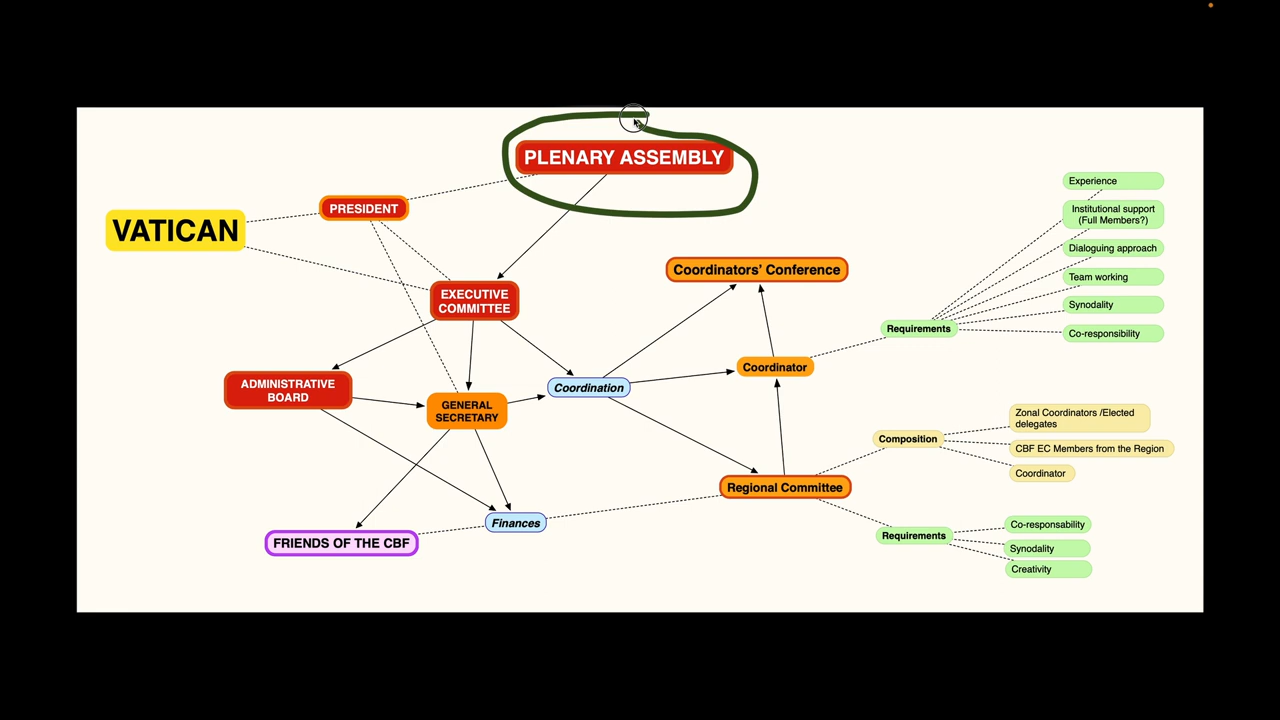 PLENARY ASSEMBLY
PRESIDENT
VATICAN
EXECUTIVE
COMMITTEE
Coordinators’ Conference
Experience
Institutional support
(Full Members?)
Dialoguing approach
Team working
Synodality
Co-responsibility
Requirements
Coordinator
Coordination
ADMINISTRATIVE
BOARD
GENERAL
SECRETARY
Composition
Zonal Coordinators /Elected
delegates
CBF EC Members from the Region
Coordinator
Regional Committee
Finances
FRIENDS OF THE CBF
Requirements
Co-responsability
Synodality
Creativity